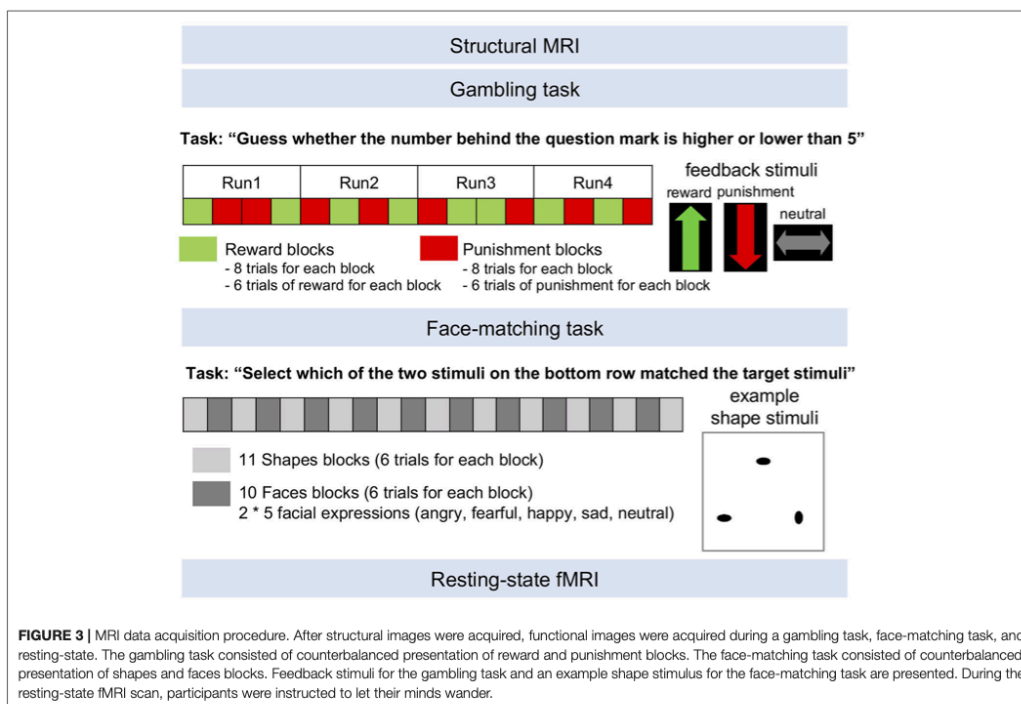 Structural MRI
Gambling task
Task: “Guess whether the number behind the question mark is higher or lower than 5”
Run1 Run2 Run3 Run4
feedback stimuli
reward punishment
neutral
Reward blocks
- 8 trials for each block
- 6 trials of reward for each block
Punishment blocks
- 8 trials for each block
- 6 trials of punishment for each block
Face-matching task
Task: “Select which of the two stimuli on the bottom row matched the target stimuli”
example
shape stimuli
11 Shapes blocks (6 trials for each block)
10 Faces blocks (6 trials for each block)
2 * 5 facial expressions (angry, fearful, happy, sad, neutral)
Resting-state fMRI
FIGURE 3 | MRI data acquisition procedure. After structural images were acquired, functional images were acquired during a gambling task, face-matching task, and
resting-state. The gambling task consisted of counterbalanced presentation of reward and punishment blocks. The face-matching task consisted of counterbalanced
presentation of shapes and faces blocks. Feedback stimuli for the gambling task and an example shape stimulus for the face-matching task are presented. During the
resting-state fMRI scan, participants were instructed to let their minds wander.